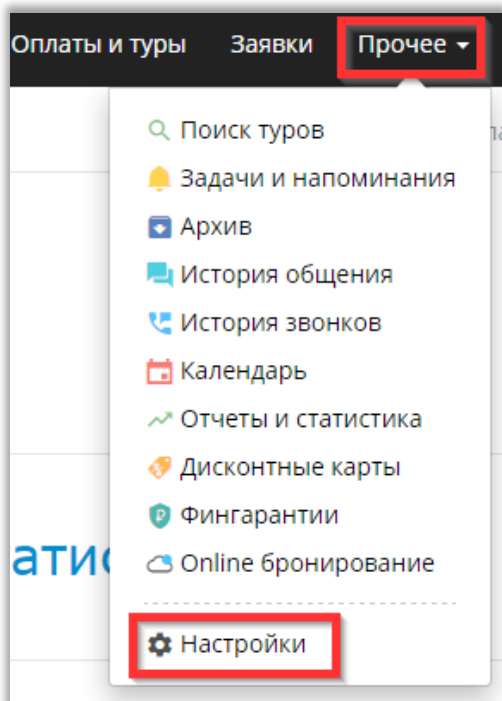 Оплаты и туры Заявки Прочее
Поиск туров
Задачи и напоминания
Архив
История общения
История звонков
Календарь
Отчеты и статистика
Дисконтные карты
Фингарантии
Online бронирование
Настройки